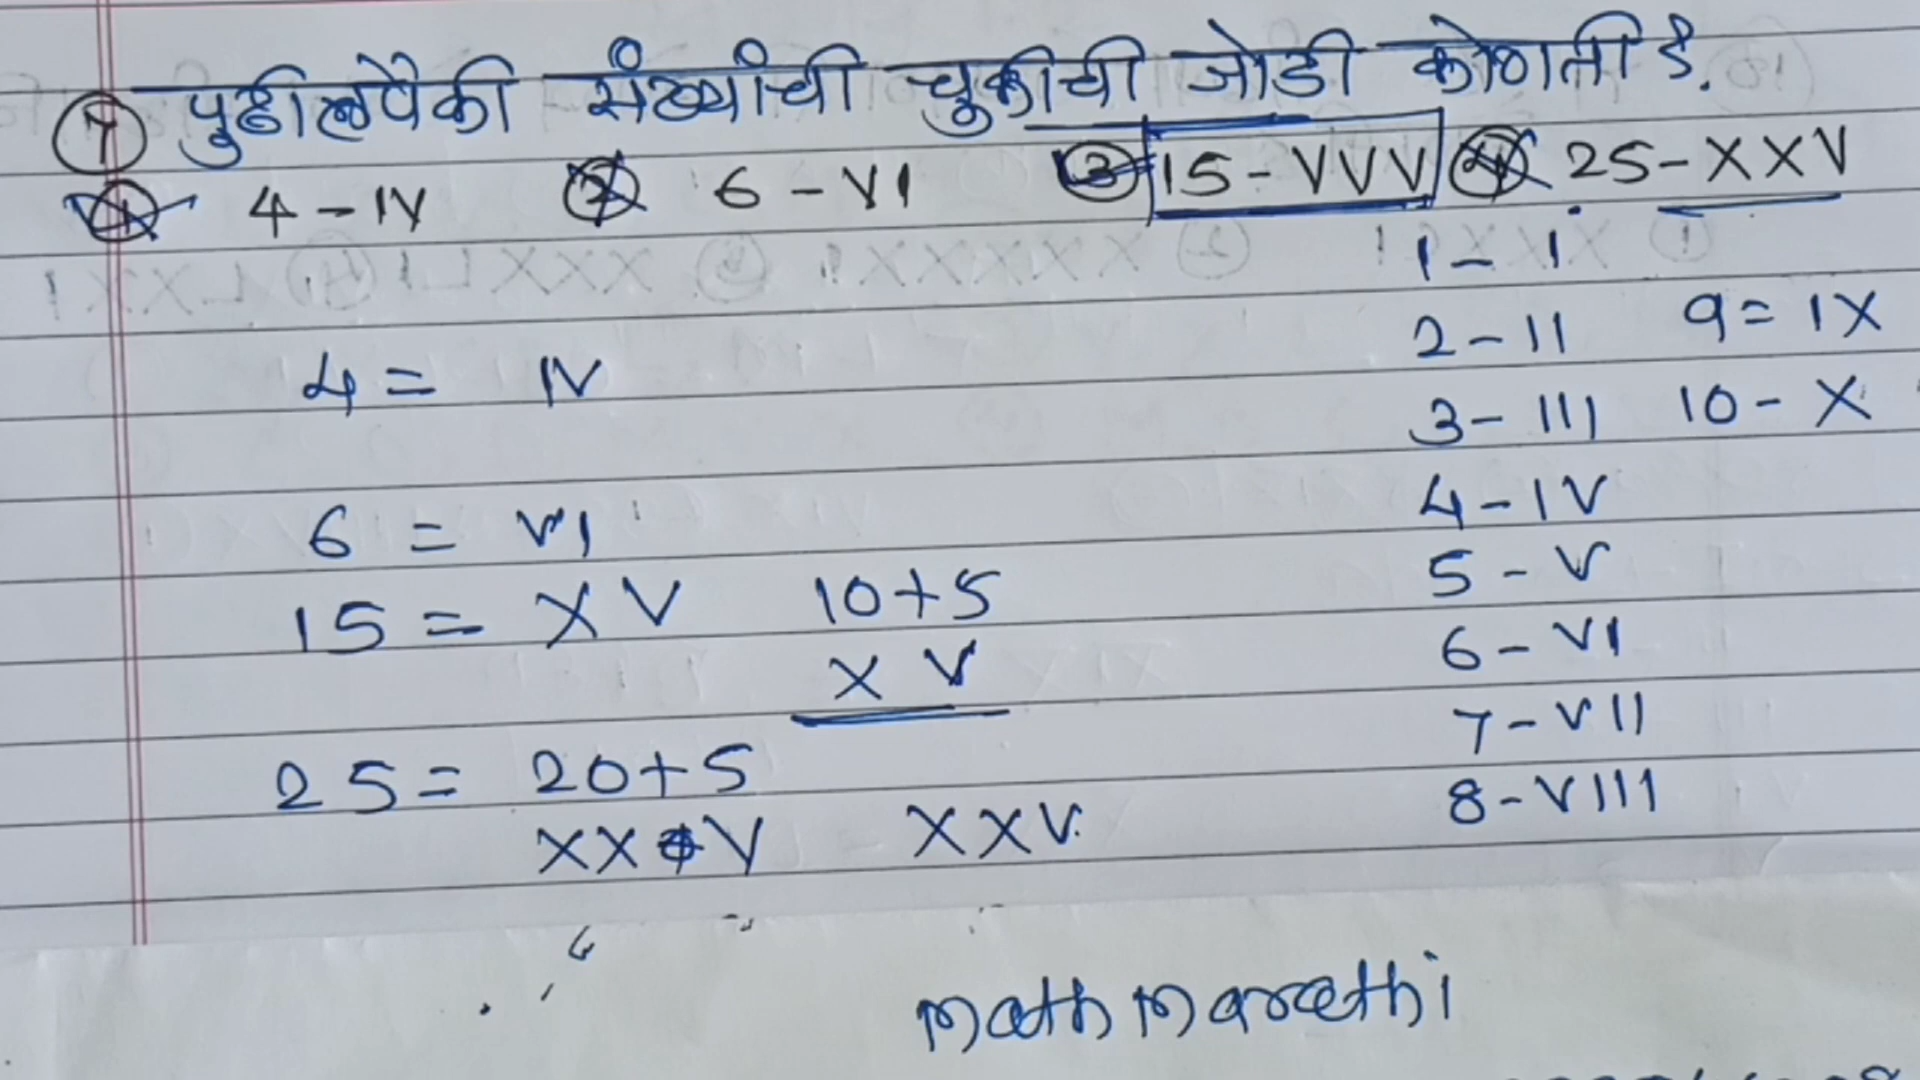 7 पुढीलपैकी संख्यांची चुकीची जोडी कोणती है.
1 4 - IV 2 6 - VI 3 15 - VVV 4 25 - XXV
1 - I
2 - II 9 = IX
4 = IV
3 - III 10 - X
4 - IV
6 = VI
5 - V
15 = XV 10+5
6 - VI
X V
7 - VII
25 = 20+5
8 - VIII
XX V XXV.
Math Marathi